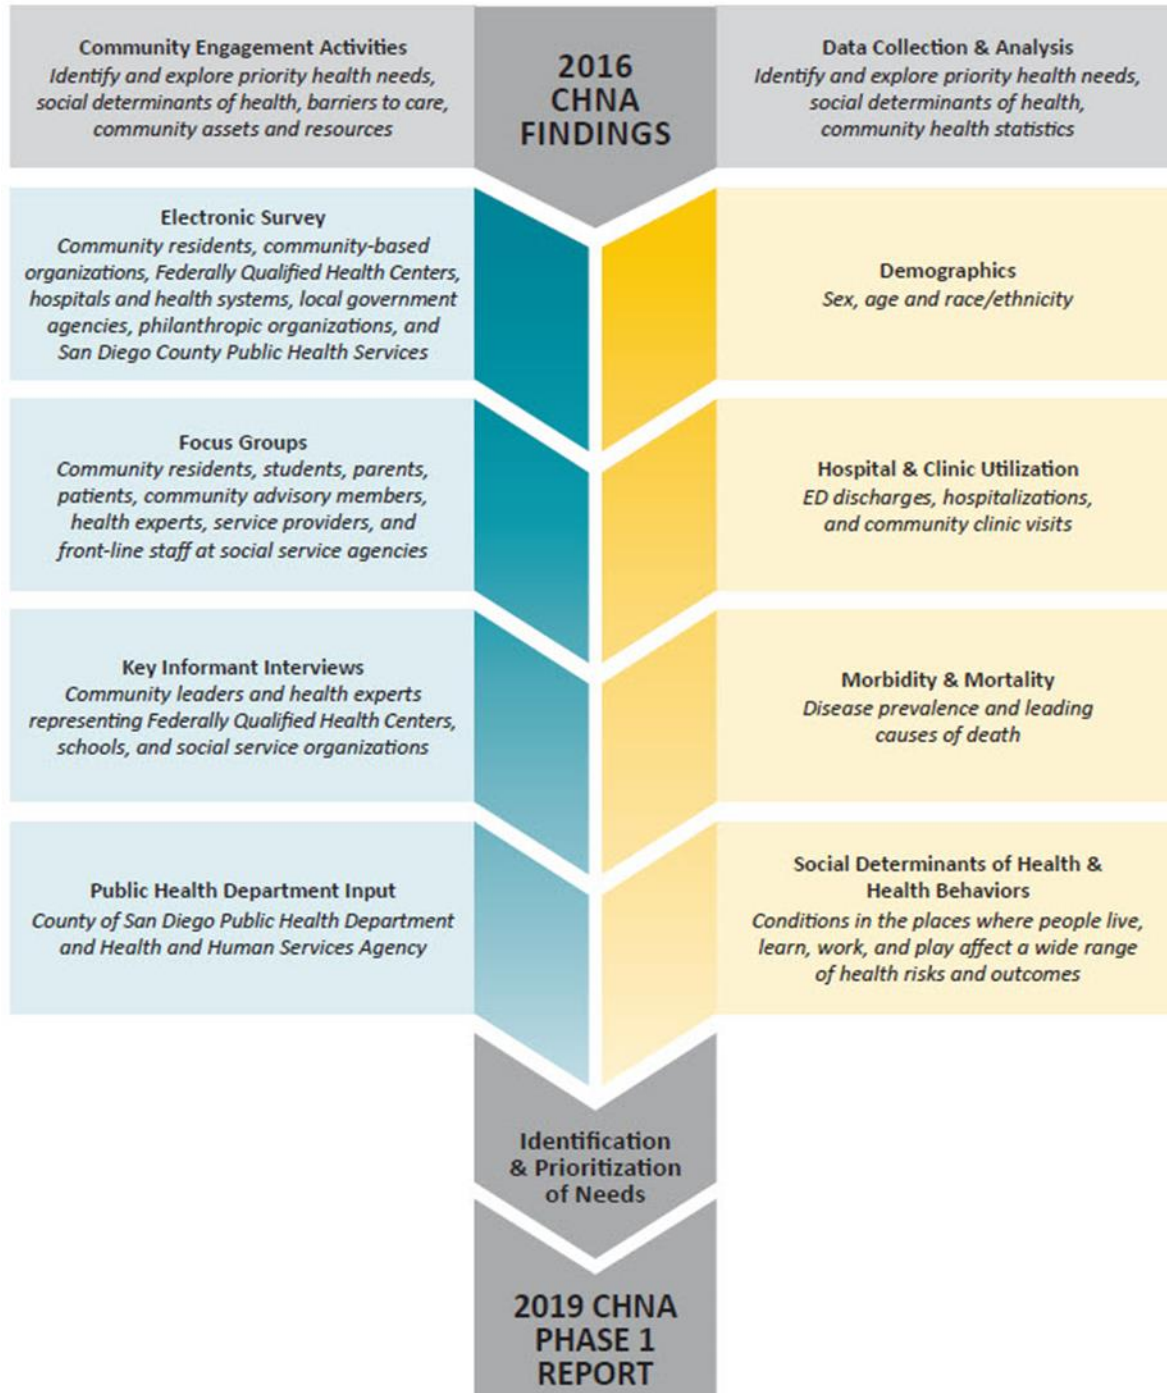 Community Engagement Activities
Identify and explore priority health needs,
social determinants of health, barriers to care,
community assets and resources
2016
CHNA
FINDINGS
Data Collection & Analysis
Identify and explore priority health needs,
social determinants of health,
community health statistics
Electronic Survey
Community residents, community-based
organizations, Federally Qualified Health Centers,
hospitals and health systems, local government
agencies, philanthropic organizations, and
San Diego County Public Health Services
Demographics
Sex, age and race/ethnicity
Focus Groups
Community residents, students, parents,
patients, community advisory members,
health experts, service providers, and
front-line staff at social service agencies
Hospital & Clinic Utilization
ED discharges, hospitalizations,
and community clinic visits
Key Informant Interviews
Community leaders and health experts
representing Federally Qualified Health Centers,
schools, and social service organizations
Morbidity & Mortality
Disease prevalence and leading
causes of death
Public Health Department Input
County of San Diego Public Health Department
and Health and Human Services Agency
Social Determinants of Health &
Health Behaviors
Conditions in the places where people live,
learn, work, and play affect a wide range
of health risks and outcomes
Identification
& Prioritization
of Needs
2019 CHNA
PHASE 1
REPORT